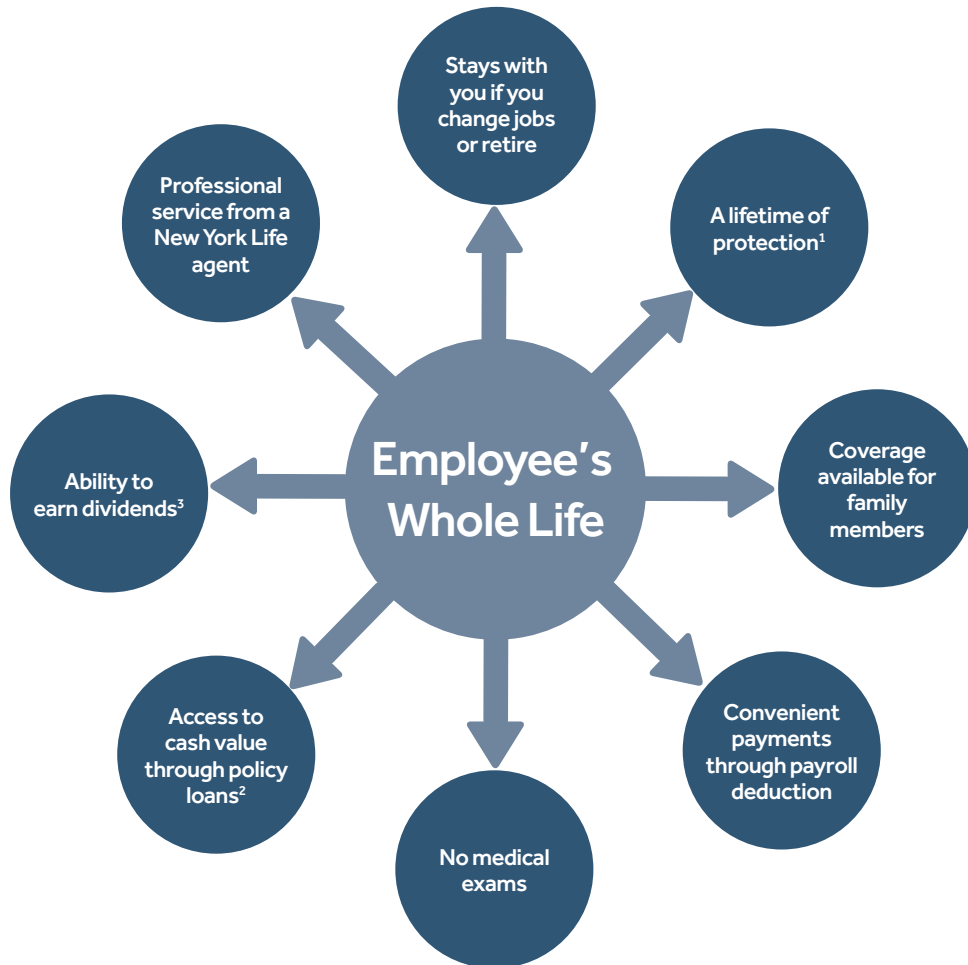 Stays with
you if you
change jobs
or retire
A lifetime of
protection¹
Coverage
available for
family
members
Convenient
payments
through payroll
deduction
No medical
exams
Access to
cash value
through policy
loans²
Ability to
earn dividends³
Professional
service from a
New York Life
agent
Employee’s
Whole Life